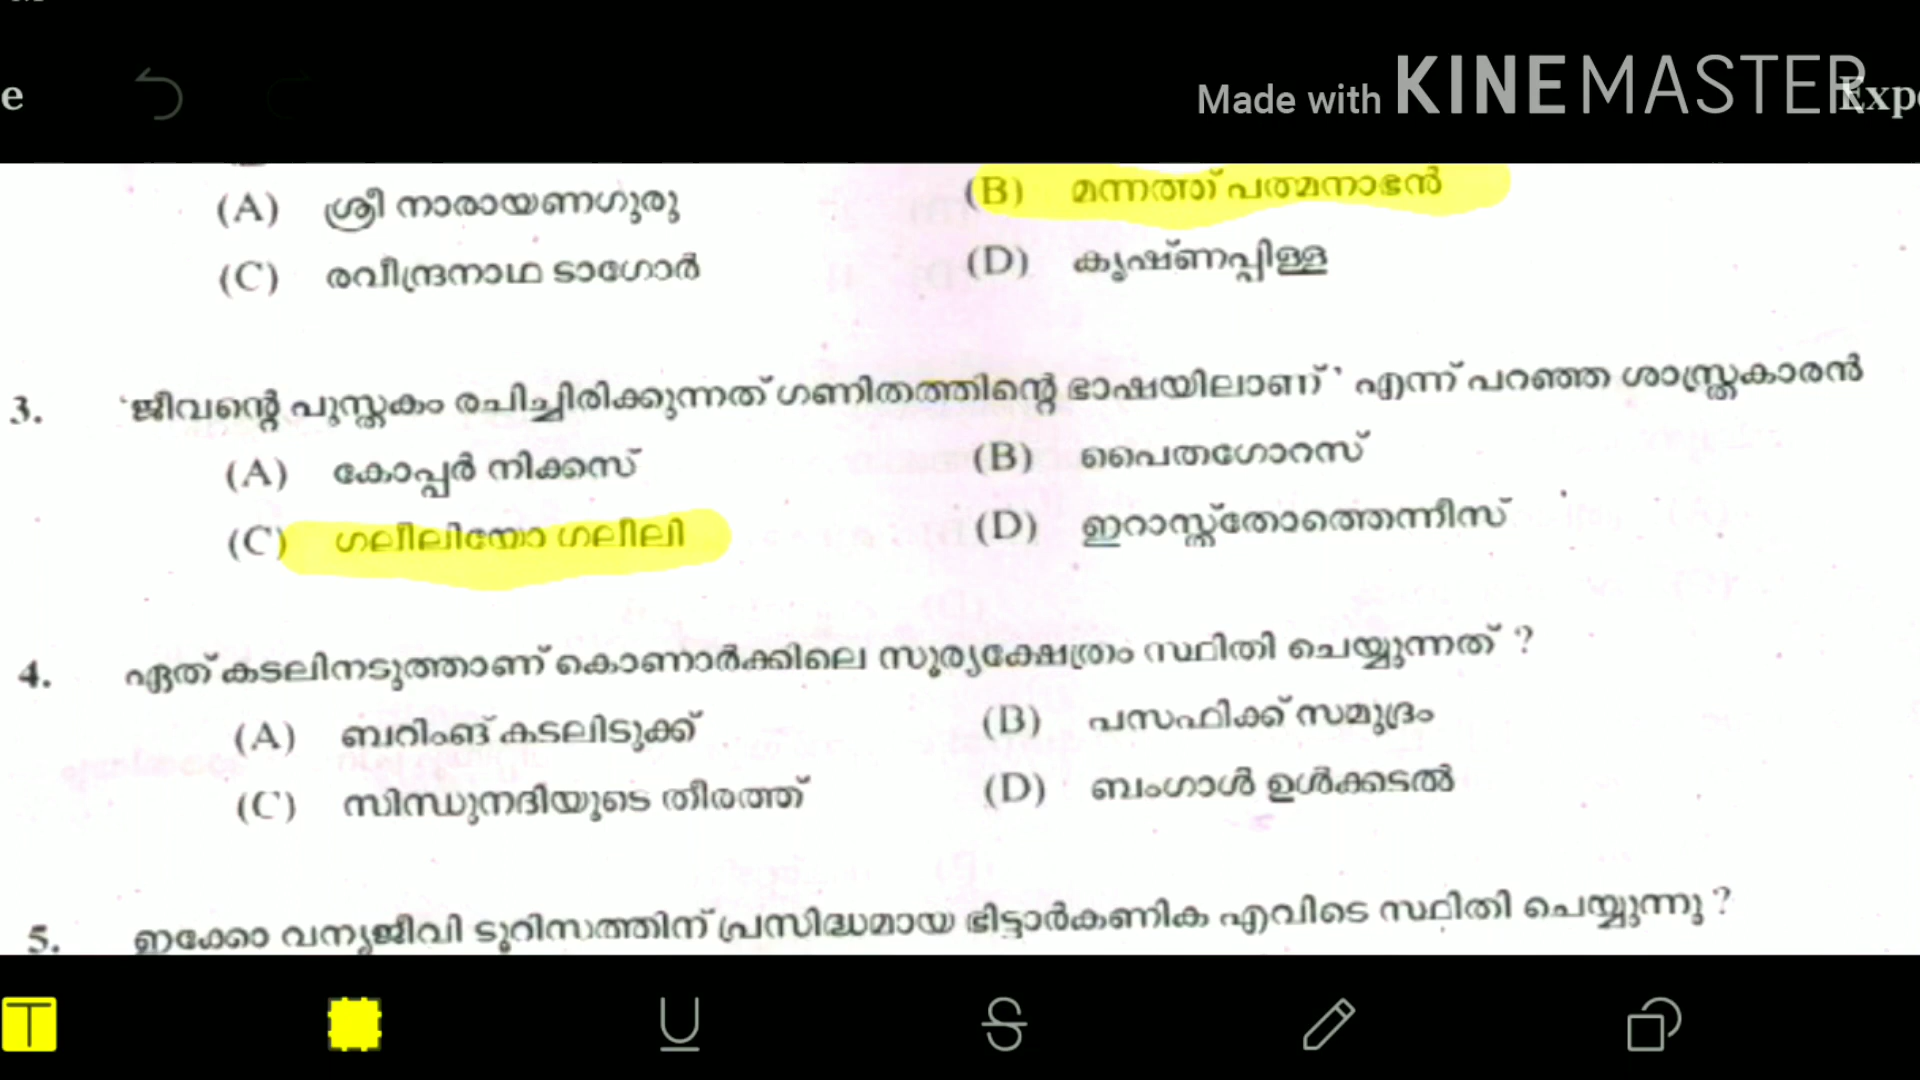 e
Made with KINEMASTER
Exp
(A) ശ്രീ നാരായണഗുരു (B) മന്നത്ത് പത്മനാഭൻ
(C) രവീന്ദ്രനാഥ ടാഗോർ (D) കൃഷ്ണപ്പിള്ള
3. 'ജീവന്റെ പുസ്തകം രചിച്ചിരിക്കുന്നത് ഗണിതത്തിന്റെ ഭാഷയിലാണ്' എന്ന് പറഞ്ഞ ശാസ്ത്രകാരൻ
(A) കോപ്പർ നിക്കസ് (B) പൈതഗോറസ്
(C) ഗലീലിയോ ഗലീലി (D) ഇറാസ്ത്തോത്തെന്നീസ്
4. ഏത് കടലിനടുത്താണ് കൊണാർക്കിലെ സൂര്യക്ഷേത്രം സ്ഥിതി ചെയ്യുന്നത് ?
(A) ബറിംങ് കടലിടുക്ക് (B) പസഫിക്ക് സമുദ്രം
(C) സിന്ധുനദിയുടെ തീരത്ത് (D) ബംഗാൾ ഉൾക്കടൽ
5. ഇക്കോ വന്യജീവി ടൂറിസത്തിന് പ്രസിദ്ധമായ ഭിട്ടാർകണിക എവിടെ സ്ഥിതി ചെയ്യുന്നു ?
T